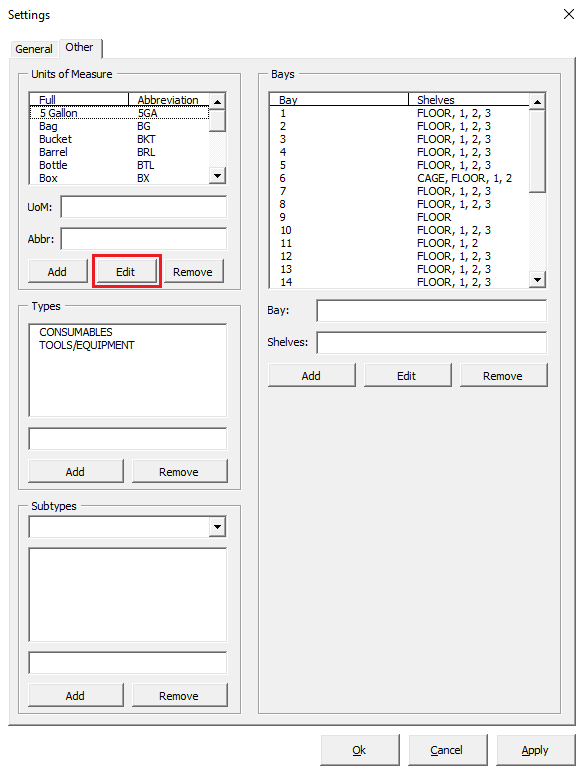 Settings
General Other
Units of Measure
Full Abbreviation
5 Gallon 5GA
Bag BG
Bucket BKT
Barrel BRL
Bottle BTL
Box BX
UoM:
Abbr:
Add Edit Remove
Types
CONSUMABLES
TOOLS/EQUIPMENT
Add Remove
Subtypes
Add Remove
Bays
Bay Shelves
1 FLOOR, 1, 2, 3
2 FLOOR, 1, 2, 3
3 FLOOR, 1, 2, 3
4 FLOOR, 1, 2, 3
5 FLOOR, 1, 2, 3
6 CAGE, FLOOR, 1, 2
7 FLOOR, 1, 2, 3
8 FLOOR, 1, 2, 3
9 FLOOR
10 FLOOR, 1, 2, 3
11 FLOOR, 1, 2
12 FLOOR, 1, 2, 3
13 FLOOR, 1, 2, 3
14 FLOOR, 1, 2, 3
Bay:
Shelves:
Add Edit Remove
Ok Cancel Apply